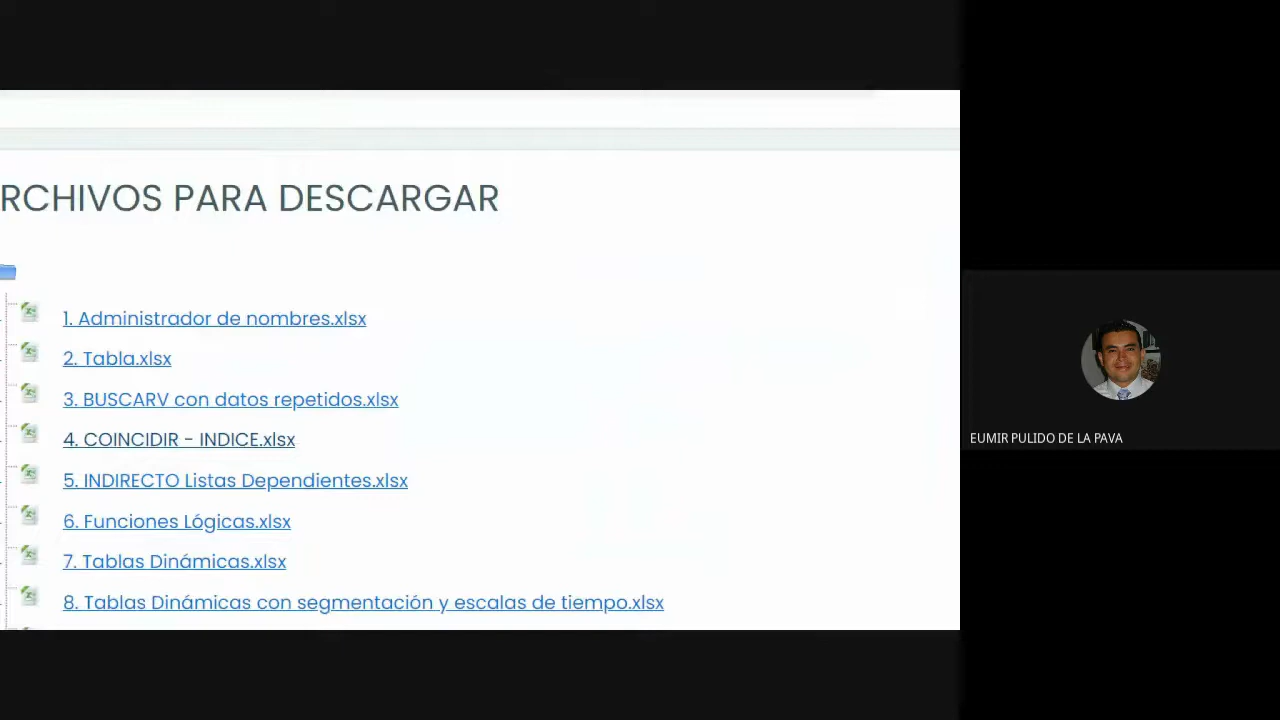 RCHIVOS PARA DESCARGAR
1. Administrador de nombres.xlsx
2. Tabla.xlsx
3. BUSCARV con datos repetidos.xlsx
4. COINCIDIR - INDICE.xlsx
5. INDIRECTO Listas Dependientes.xlsx
6. Funciones Lógicas.xlsx
7. Tablas Dinámicas.xlsx
8. Tablas Dinámicas con segmentación y escalas de tiempo.xlsx
EUMIR PULIDO DE LA PAVA